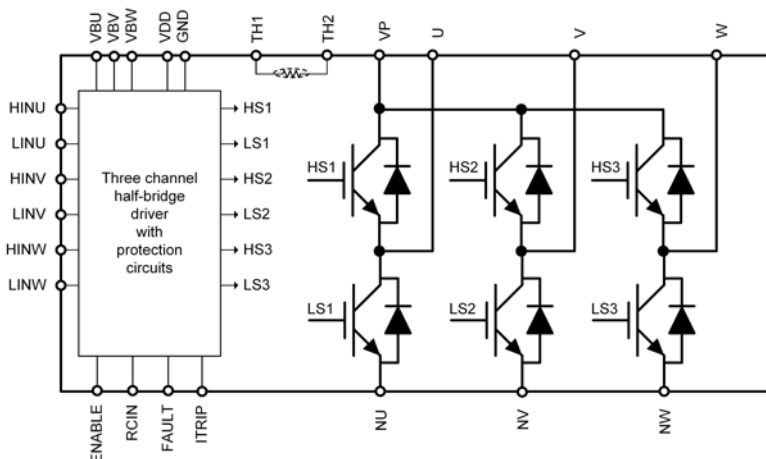 VBU
VBV
VBW
VDD
GND
TH1
TH2
VP
U
V
W
HINU
LINU
HINV
LINV
HINW
LINW
Three channel
half-bridge
driver
with
protection
circuits
HS1
LS1
HS2
LS2
HS3
LS3
HS1
HS2
HS3
LS1
LS2
LS3
ENABLE
RCIN
FAULT
ITRIP
NU
NV
NW